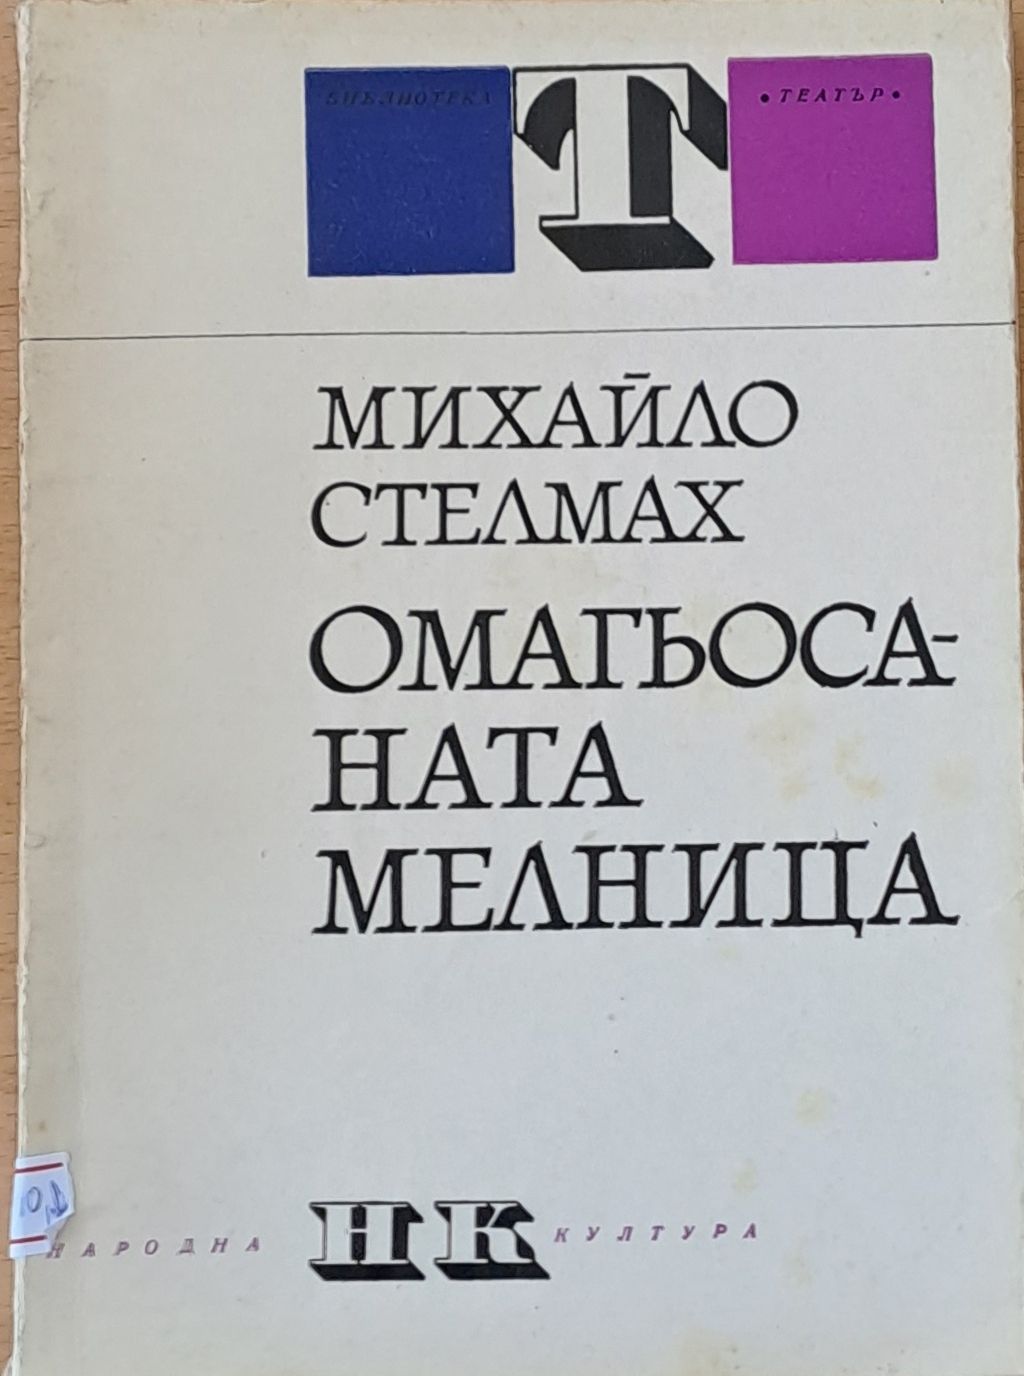 БИБЛИОТЕКА Т • ТЕАТЪР •
МИХАЙЛО
СТЕЛМАХ
ОМАГЬОСА-
НАТА
МЕЛНИЦА
НАРОДНА НК КУЛТУРА